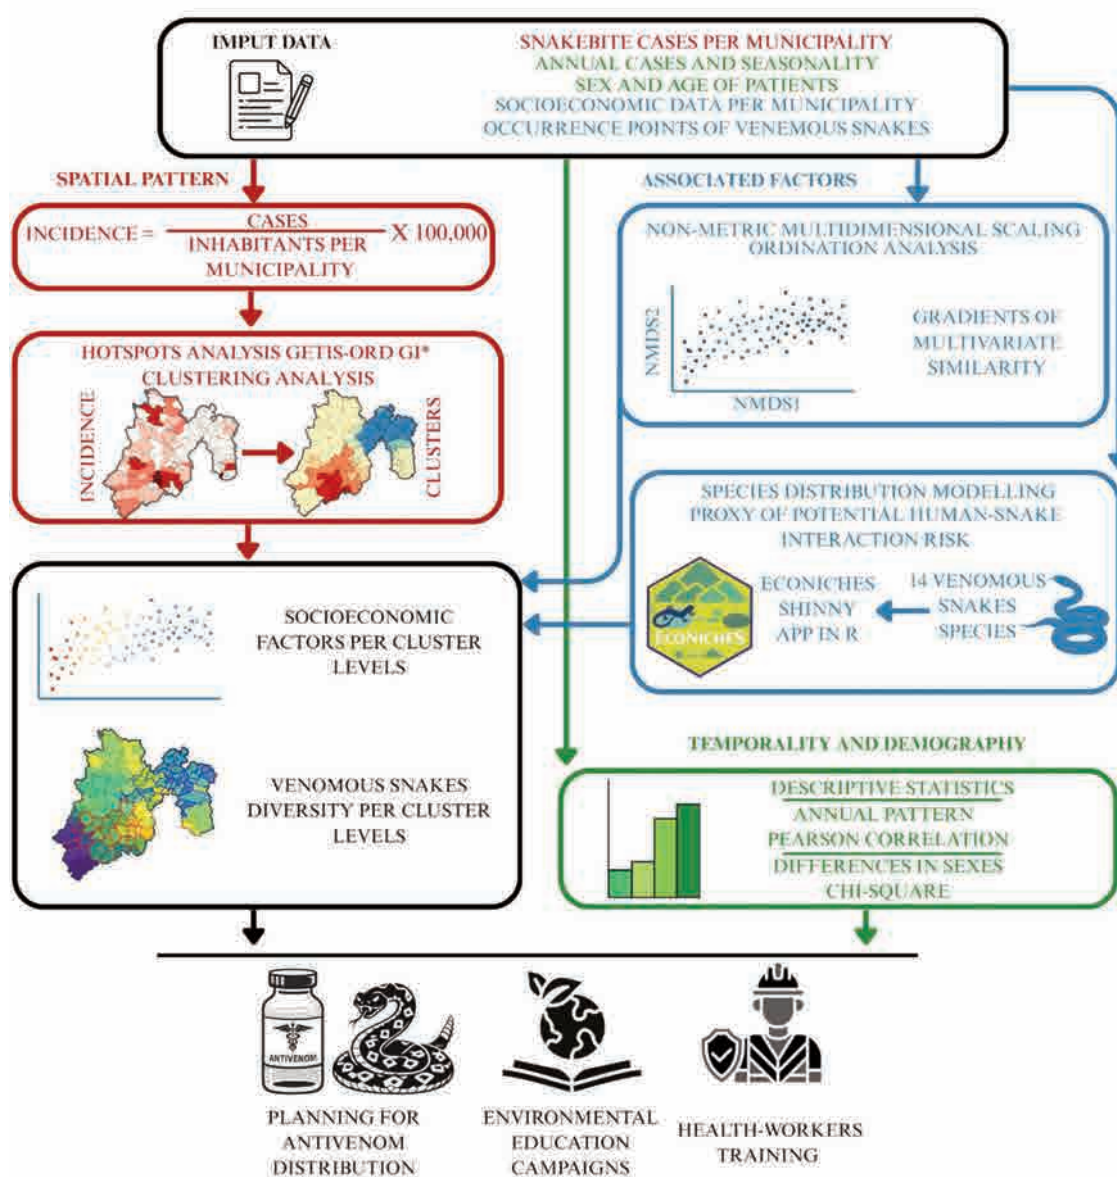 IMPUT DATA
SNAKEBITE CASES PER MUNICIPALITY
ANNUAL CASES AND SEASONALITY
SEX AND AGE OF PATIENTS
SOCIOECONOMIC DATA PER MUNICIPALITY
OCCURRENCE POINTS OF VENEMOUS SNAKES
SPATIAL PATTERN
INCIDENCE = CASES
INHABITANTS PER
MUNICIPALITY
X 100,000
HOTSPOTS ANALYSIS GETIS-ORD GI*
CLUSTERING ANALYSIS
INCIDENCE
CLUSTERS
ASSOCIATED FACTORS
NON-METRIC MULTIDIMENSIONAL SCALING
ORDINATION ANALYSIS
NMDS2
NMDS1
GRADIENTS OF
MULTIVARIATE
SIMILARITY
SPECIES DISTRIBUTION MODELLING
PROXY OF POTENTIAL HUMAN-SNAKE
INTERACTION RISK
ECONICHES
ECONICHES
SHINNY
APP IN R
14 VENOMOUS
SNAKES
SPECIES
SOCIOECONOMIC
FACTORS PER CLUSTER
LEVELS
VENOMOUS SNAKES
DIVERSITY PER CLUSTER
LEVELS
TEMPORALITY AND DEMOGRAPHY
DESCRIPTIVE STATISTICS
ANNUAL PATTERN
PEARSON CORRELATION
DIFFERENCES IN SEXES
CHI-SQUARE
ANTIVENOM
PLANNING FOR
ANTIVENOM
DISTRIBUTION
ENVIRONMENTAL
EDUCATION
CAMPAIGNS
HEALTH-WORKERS
TRAINING